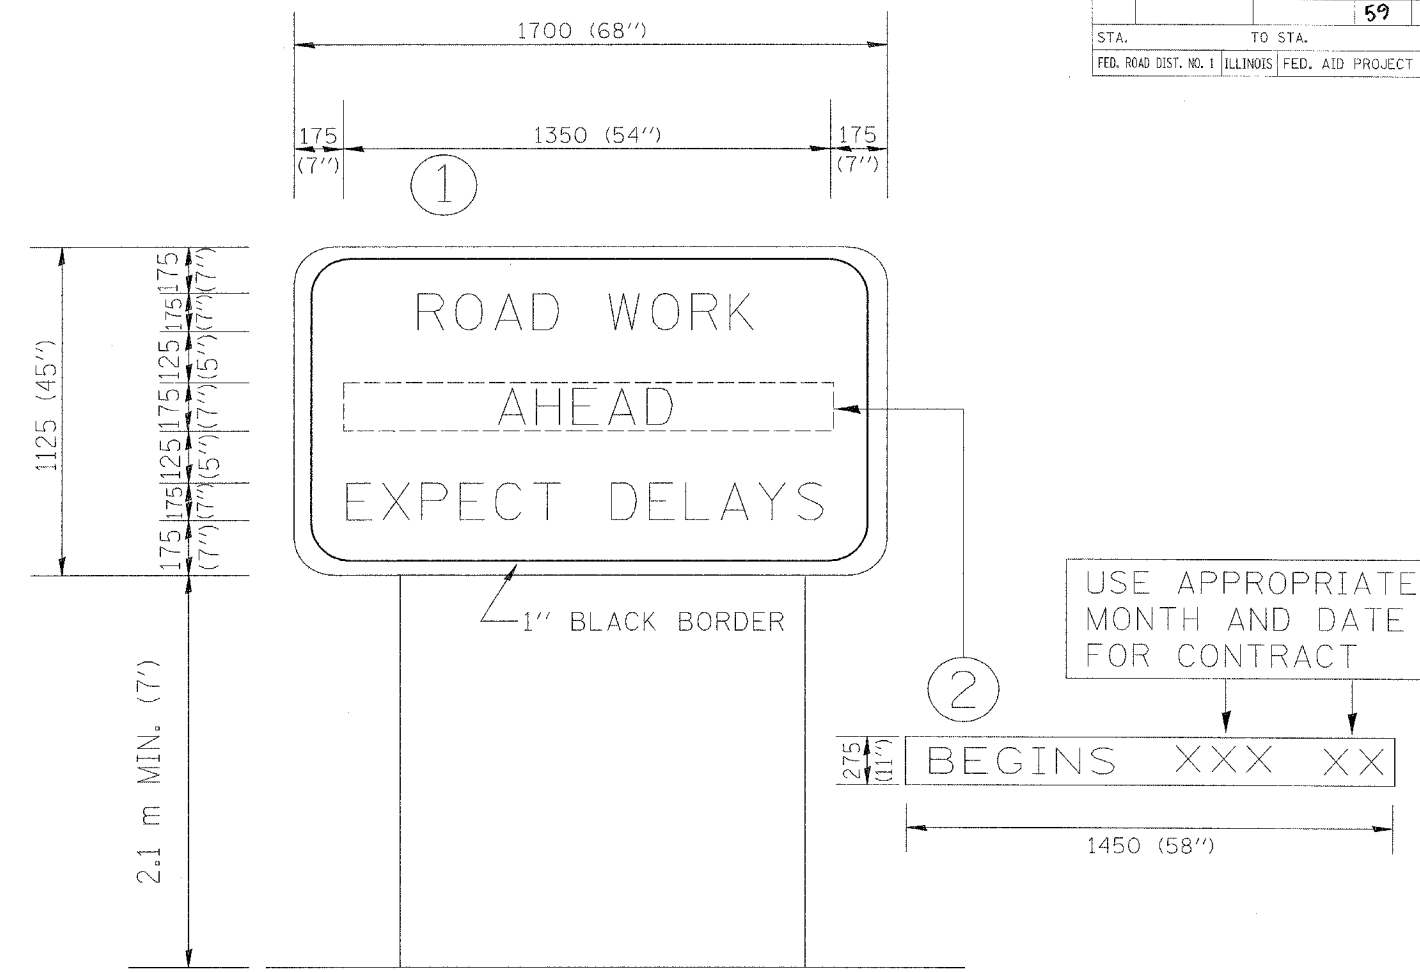 59
STA. TO STA.
FED. ROAD DIST. NO. 1 ILLINOIS FED. AID PROJECT
1700 (68'')
175 1350 (54'') 175
(7'') (7'')
1
1125 (45'')
175 (7'')
175 (7'')
125 (5'')
175 (7'')
125 (5'')
175 (7'')
175 (7'')
ROAD WORK
AHEAD
EXPECT DELAYS
1'' BLACK BORDER
2.1 m MIN. (7')
USE APPROPRIATE
MONTH AND DATE
FOR CONTRACT
2
275 (11'')
BEGINS XXX XX
1450 (58'')